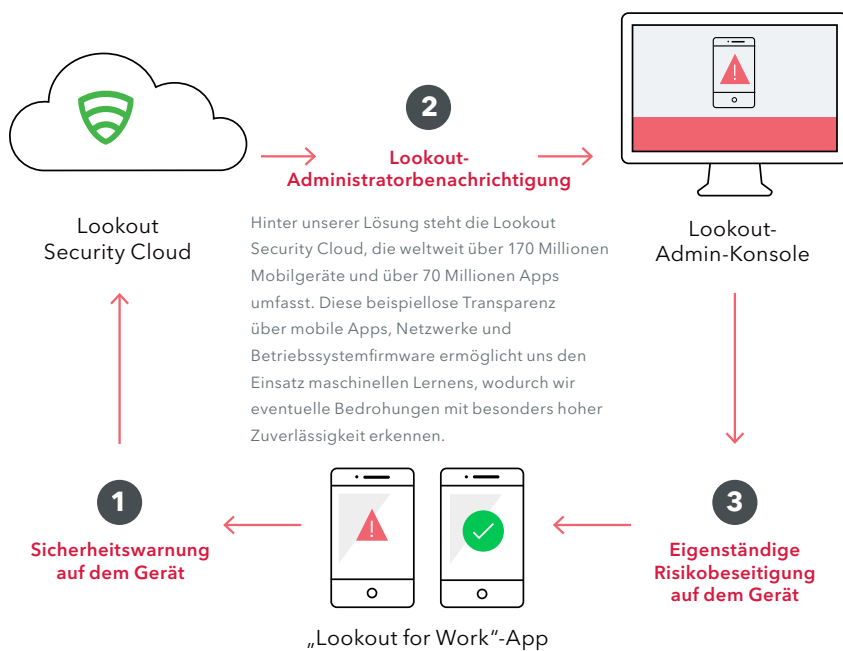 2
Lookout-
Administratorbenachrichtigung
Lookout
Security Cloud
Hinter unserer Lösung steht die Lookout
Security Cloud, die weltweit über 170 Millionen
Mobilgeräte und über 70 Millionen Apps
umfasst. Diese beispiellose Transparenz
über mobile Apps, Netzwerke und
Betriebssystemfirmware ermöglicht uns den
Einsatz maschinellen Lernens, wodurch wir
eventuelle Bedrohungen mit besonders hoher
Zuverlässigkeit erkennen.
Lookout-
Admin-Konsole
1
Sicherheitswarnung
auf dem Gerät
3
Eigenständige
Risikobeseitigung
auf dem Gerät
„Lookout for Work“-App